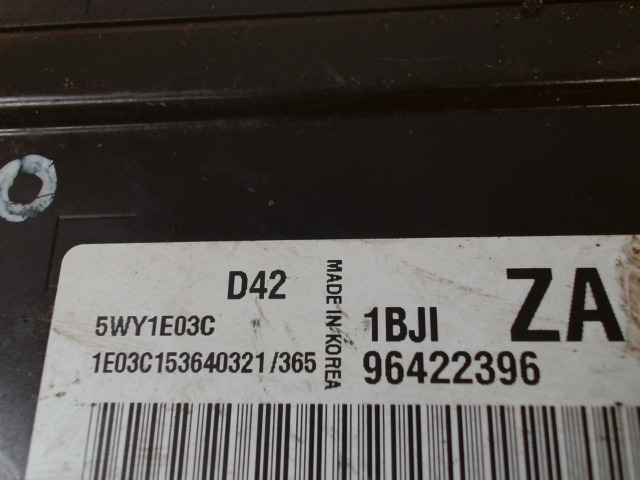 D42
5WY1E03C
1E03C153640321/365
MADE IN KOREA
1BJI
ZA
96422396